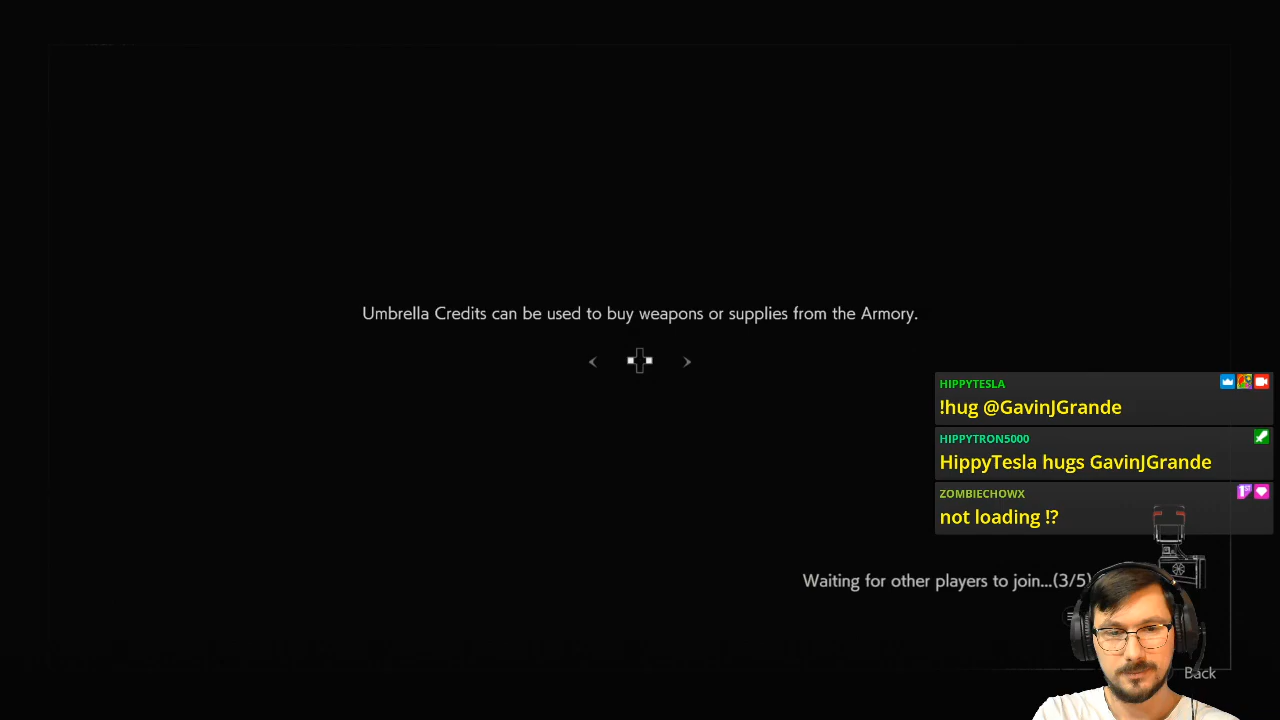 Umbrella Credits can be used to buy weapons or supplies from the Armory.
HIPPYTESLA
!hug @GavinJGrande
HIPPYTRON5000
HippyTesla hugs GavinJGrande
ZOMBIECHOWX
not loading !?
Waiting for other players to join...(3/5)
Back